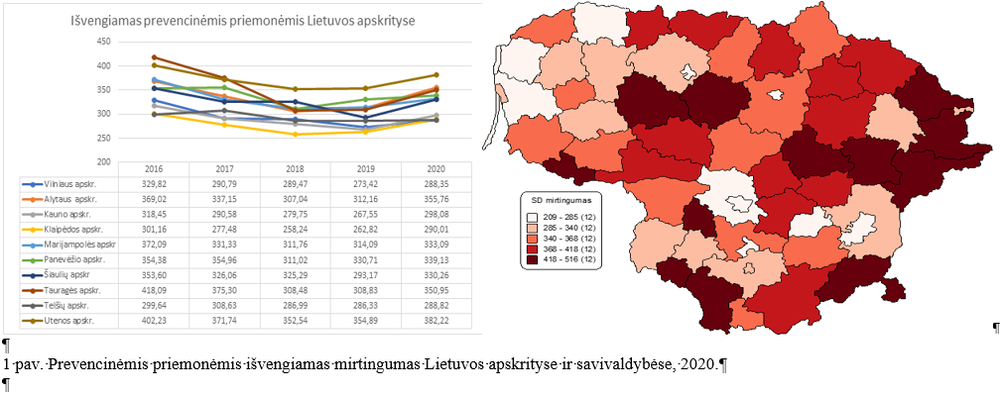 Išvengiamas prevencinėmis priemonėmis Lietuvos apskrityse
450
400
350
300
250
200
2016 2017 2018 2019 2020
Vilniaus apskr. 329,82 290,79 289,47 273,42 288,35
Alytaus apskr. 369,02 337,15 307,04 312,16 355,76
Kauno apskr. 318,45 290,58 279,75 267,55 298,08
Klaipėdos apskr. 301,16 277,48 258,24 262,82 290,01
Marijampolės apskr 372,09 331,33 311,76 314,09 333,09
Panevėžio apskr. 354,38 354,96 311,02 330,71 339,13
Šiaulių apskr 353,60 326,06 325,29 293,17 330,26
Tauragės apskr. 418,09 375,30 308,48 308,83 350,95
Telšių apskr. 299,64 308,63 286,99 286,33 288,82
Utenos apskr. 402,23 371,74 352,54 354,89 382,22
SD mirtingumas
209 - 285 (12)
285 - 340 (12)
340 - 368 (12)
368 - 418 (12)
418 - 516 (12)
¶
¶
1·pav.·Prevencinėmis·priemonėmis·išvengiamas·mirtingumas·Lietuvos·apskrityse·ir·savivaldybėse,·2020.¶
¶